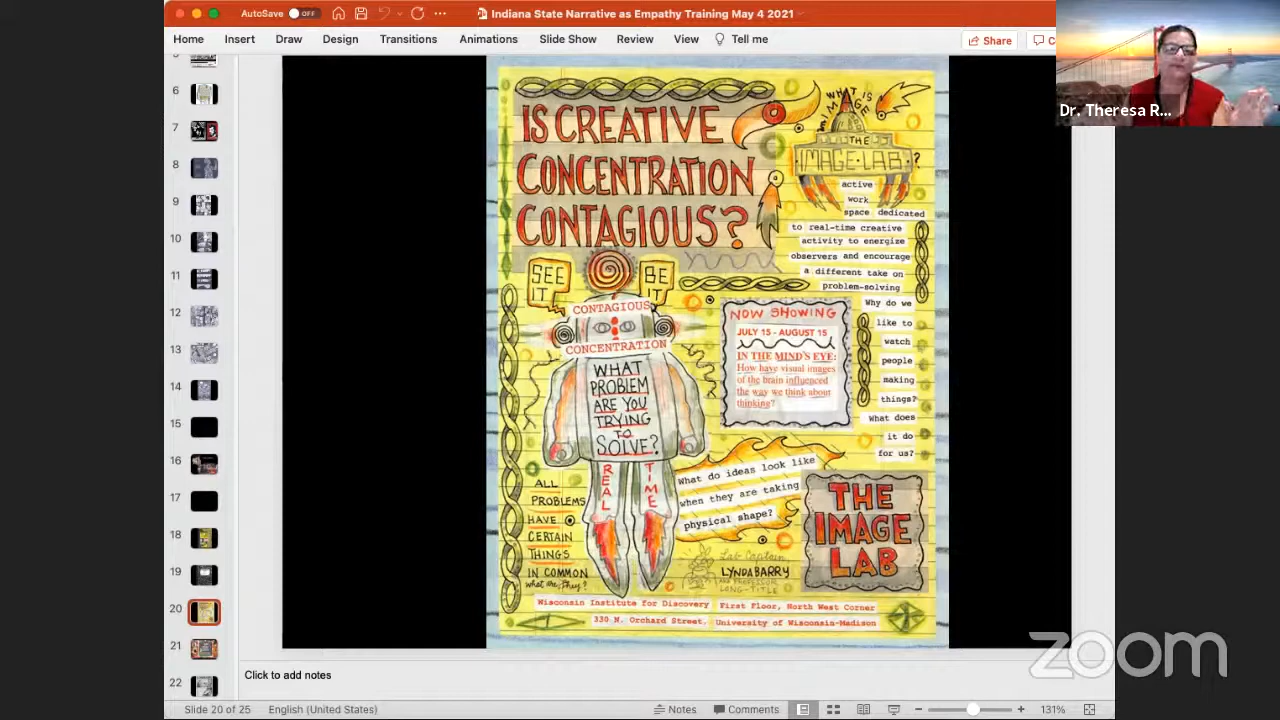 AutoSave
OFF
Indiana State Narrative as Empathy Training May 4 2021
Home
Insert
Draw
Design
Transitions
Animations
Slide Show
Review
View
Tell me
Share
Dr. Theresa R...
6
7
8
9
10
11
12
13
14
15
16
17
18
19
20
21
22
IS CREATIVE
CONCENTRATION
CONTAGIOUS?
WHAT IS
THE
IMAGE·LAB·?
active
work
space dedicated
to real-time creative
activity to energize
observers and encourage
a different take on
problem-solving
SEE
IT
BE
IT
CONTAGIOUS
CONCENTRATION
WHAT
PROBLEM
ARE YOU
TRYING
TO
SOLVE?
REAL
TIME
NOW SHOWING
JULY 15 - AUGUST 15
IN THE MIND'S EYE:
How have visual images
of the brain influenced
the way we think about
thinking?
Why do we
like to
watch
people
making
things?
What does
it do
for us?
What do ideas look like
when they are taking
physical shape?
ALL
PROBLEMS
HAVE
CERTAIN
THINGS
IN COMMON
what are they?
Lab Captain
LYNDA BARRY
AKA PROFESSOR
LONG-TITLE
THE
IMAGE
LAB
Wisconsin Institute for Discovery First Floor, North West Corner
330 N. Orchard Street, University of Wisconsin-Madison
Click to add notes
zoom
Slide 20 of 25
English (United States)
Notes
Comments
131%